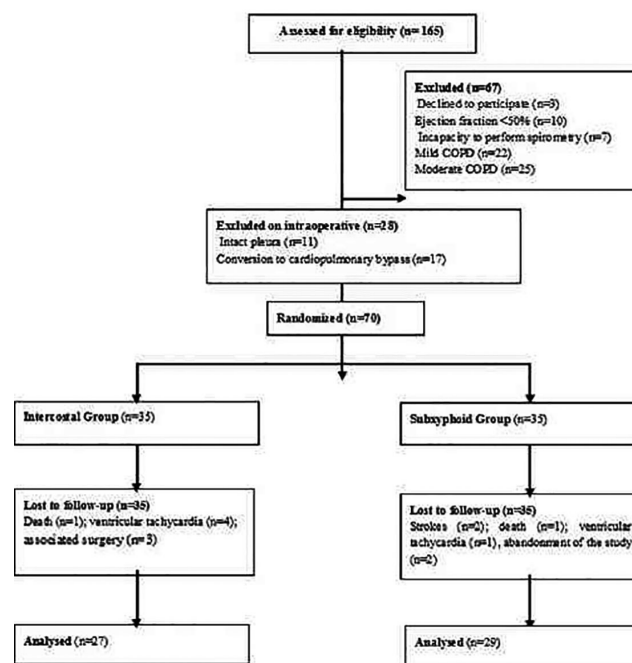 Assessed for eligibility (n= 165)
Excluded (n=67)
Declined to participate (n=3)
Ejection fraction <50% (n=10)
Incapacity to perform spirometry (n=7)
Mild COPD (n=22)
Moderate COPD (n=25)
Excluded on intraoperative (n=28)
Intact pleura (n=11)
Conversion to cardiopulmonary bypass (n=17)
Randomized (n=70)
Intercostal Group (n=35)
Subxyphoid Group (n=35)
Lost to follow-up (n=35)
Death (n=1); ventricular tachycardia (n=4);
associated surgery (n=3)
Lost to follow-up (n=35)
Strokes (n=2); death (n=1); ventricular
tachycardia (n=1), abandonment of the study
(n=2)
Analysed (n=27)
Analysed (n=29)